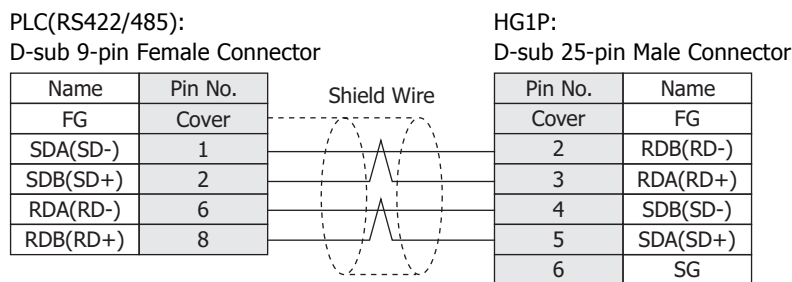 PLC(RS422/485):
D-sub 9-pin Female Connector
HG1P:
D-sub 25-pin Male Connector
Name Pin No. Shield Wire Pin No. Name
FG Cover Cover FG
SDA(SD-) 1 2 RDB(RD-)
SDB(SD+) 2 3 RDA(RD+)
RDA(RD-) 6 4 SDB(SD-)
RDB(RD+) 8 5 SDA(SD+)
6 SG